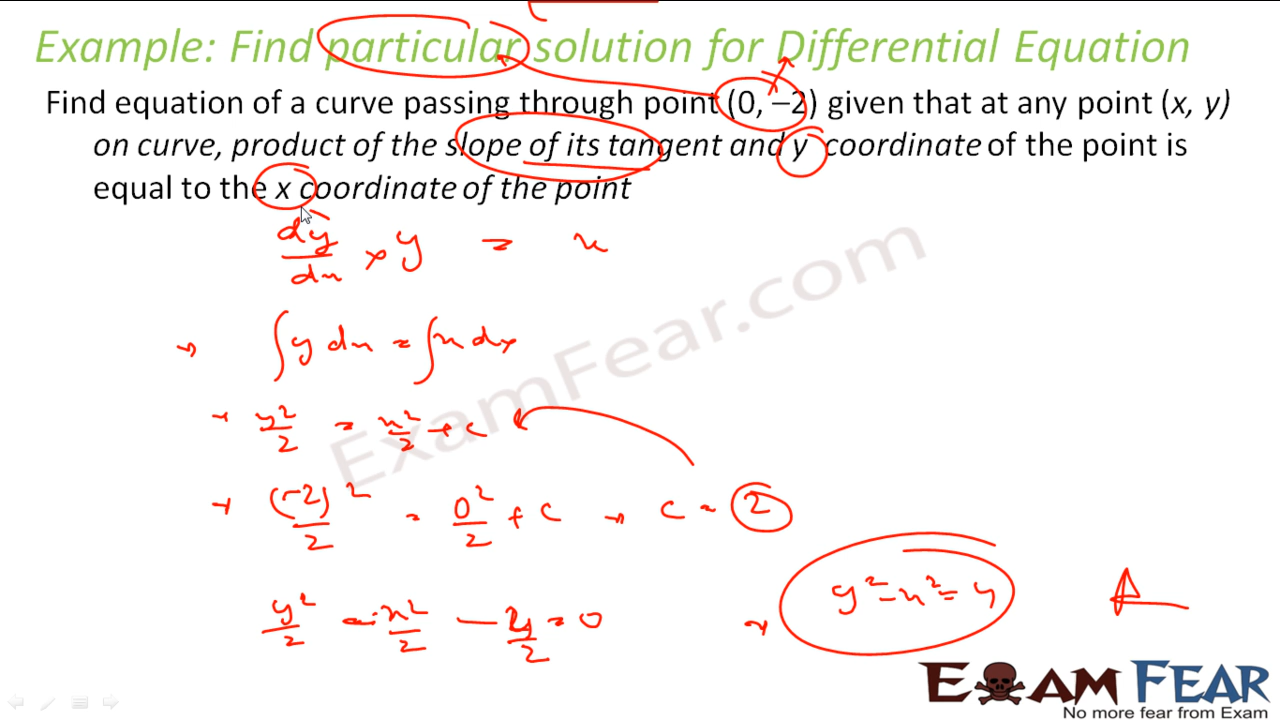 Example: Find particular solution for Differential Equation
Find equation of a curve passing through point (0, –2) given that at any point (x, y)
on curve, product of the slope of its tangent and y coordinate of the point is
equal to the x coordinate of the point
dy/dx × y = x
→ ∫y dx = ∫x dx
→ y²/2 = x²/2 + c
→ (-2)²/2 = 0²/2 + c → c = 2
y²/2 - x²/2 - 4/2 = 0
→ y² - x² = 4
ExamFear.com
EXAM FEAR
No more fear from Exam